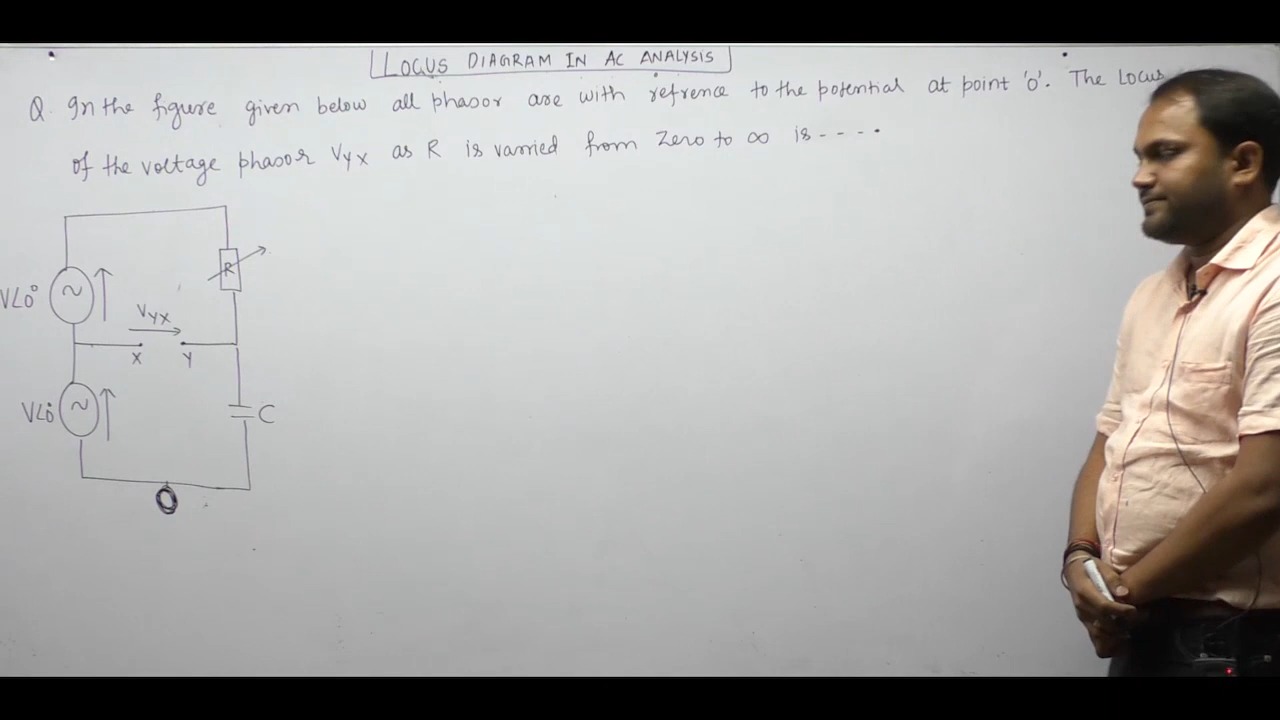 LOCUS DIAGRAM IN AC ANALYSIS
Q. In the figure given below all phasor are with refrence to the potential at point 'O'. The Locus
of the voltage phasor VYX as R is varried from Zero to ∞ is - - - -.
R
V∠0°
VYX
X Y
V∠0°
C
O